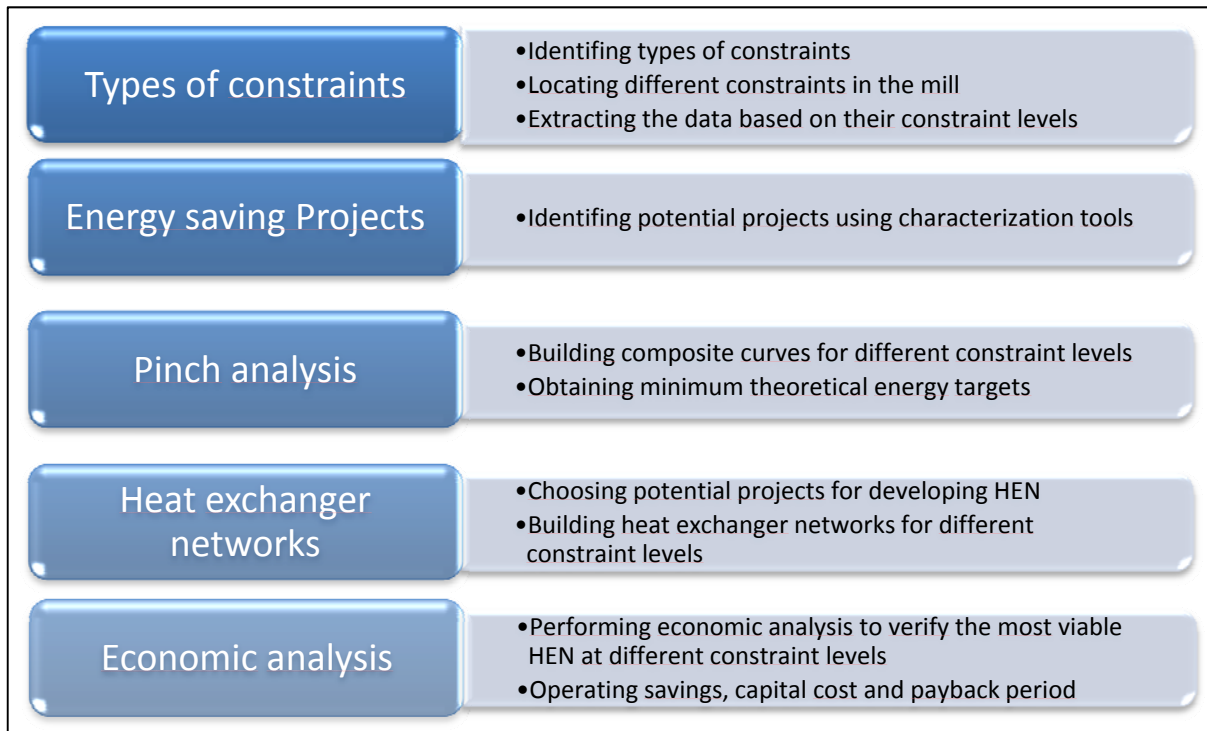 Types of constraints
•Identifing types of constraints
•Locating different constraints in the mill
•Extracting the data based on their constraint levels
Energy saving Projects
•Identifing potential projects using characterization tools
Pinch analysis
•Building composite curves for different constraint levels
•Obtaining minimum theoretical energy targets
Heat exchanger
networks
•Choosing potential projects for developing HEN
•Building heat exchanger networks for different
constraint levels
Economic analysis
•Performing economic analysis to verify the most viable
HEN at different constraint levels
•Operating savings, capital cost and payback period